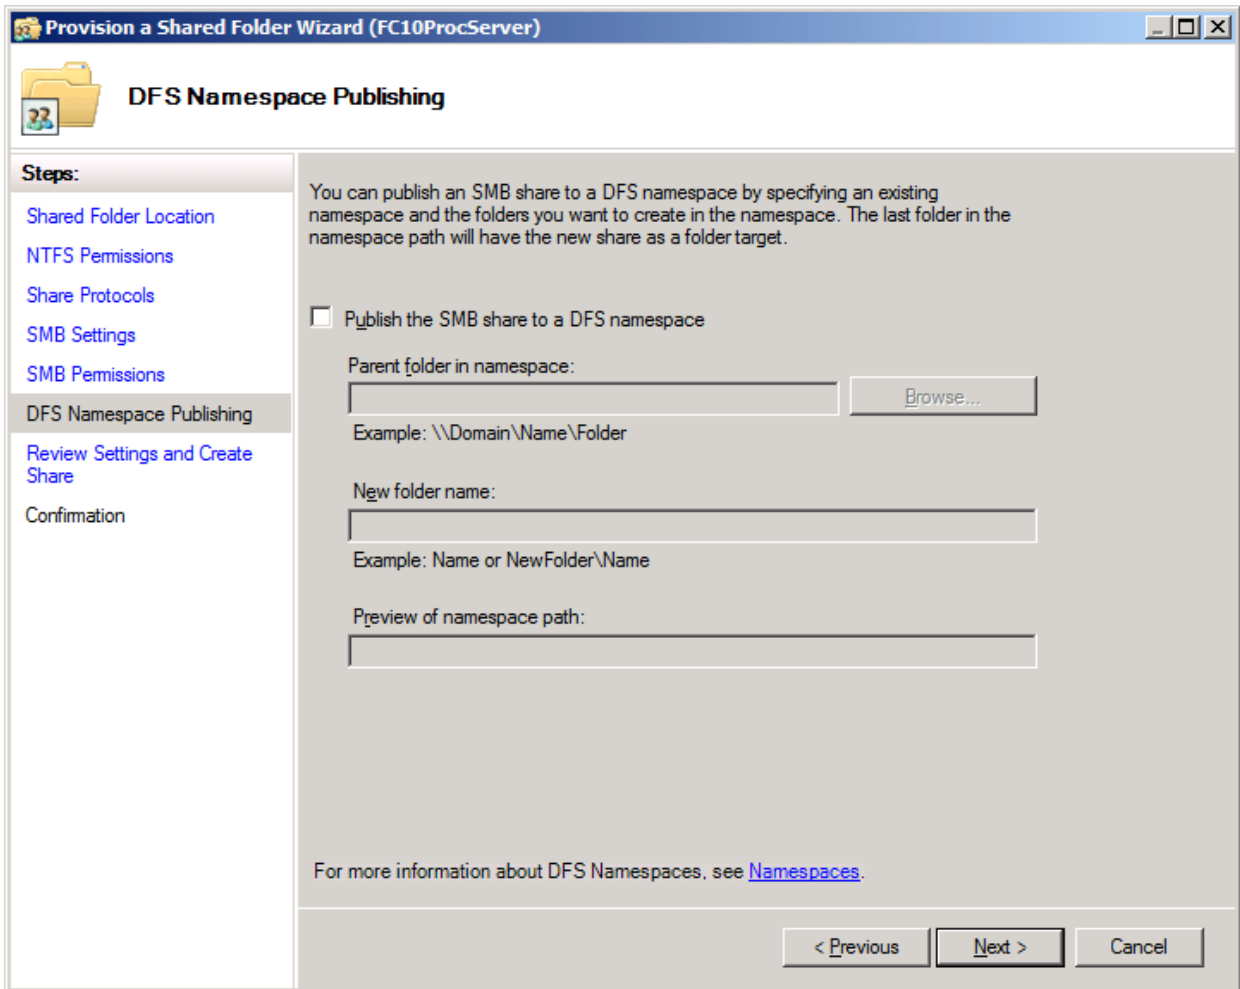 Provision a Shared Folder Wizard (FC10ProcServer)
DFS Namespace Publishing
Steps:
Shared Folder Location
NTFS Permissions
Share Protocols
SMB Settings
SMB Permissions
DFS Namespace Publishing
Review Settings and Create
Share
Confirmation
You can publish an SMB share to a DFS namespace by specifying an existing
namespace and the folders you want to create in the namespace. The last folder in the
namespace path will have the new share as a folder target.
Publish the SMB share to a DFS namespace
Parent folder in namespace:
Browse...
Example: \\Domain\Name\Folder
New folder name:
Example: Name or NewFolder\Name
Preview of namespace path:
For more information about DFS Namespaces, see Namespaces.
< Previous
Next >
Cancel